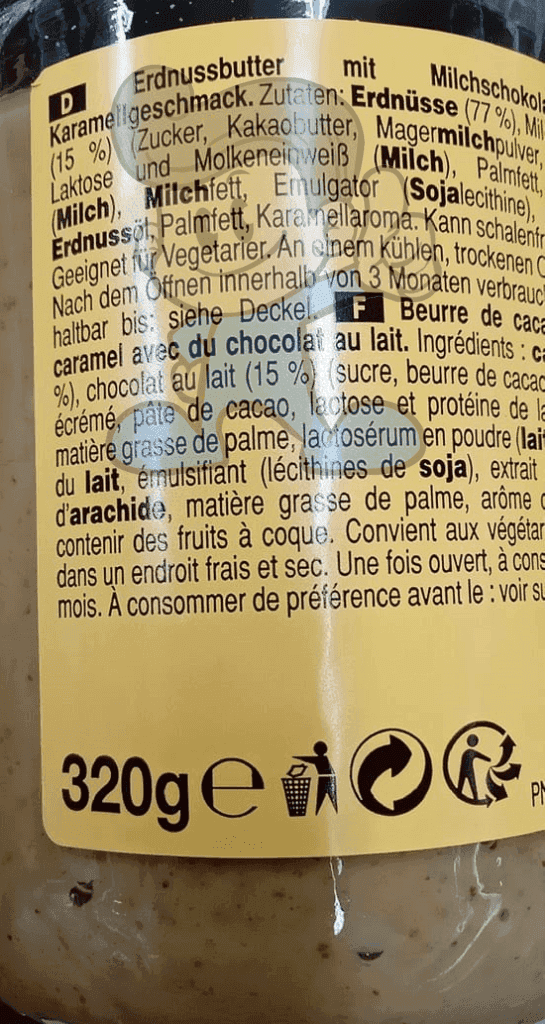 D Erdnussbutter mit Milchschokol
Karamellgeschmack. Zutaten: Erdnüsse (77 %), Mil
(15 %) (Zucker, Kakaobutter, Magermilchpulver,
Laktose und Molkeneinweiß (Milch), Palmfett,
(Milch), Milchfett, Emulgator (Sojalecithine),
Erdnussöl, Palmfett, Karamellaroma. Kann schalenfr
Geeignet für Vegetarier. An einem kühlen, trockenen O
Nach dem Öffnen innerhalb von 3 Monaten verbrauc
haltbar bis: siehe Deckel. F Beurre de caca
caramel avec du chocolat au lait. Ingrédients : ca
%), chocolat au lait (15 %) (sucre, beurre de cacao
écrémé, pâte de cacao, lactose et protéine de la
matière grasse de palme, lactosérum en poudre (lait
du lait, émulsifiant (lécithines de soja), extrait
d'arachide, matière grasse de palme, arôme
contenir des fruits à coque. Convient aux végétar
dans un endroit frais et sec. Une fois ouvert, à cons
mois. À consommer de préférence avant le : voir su
320g e